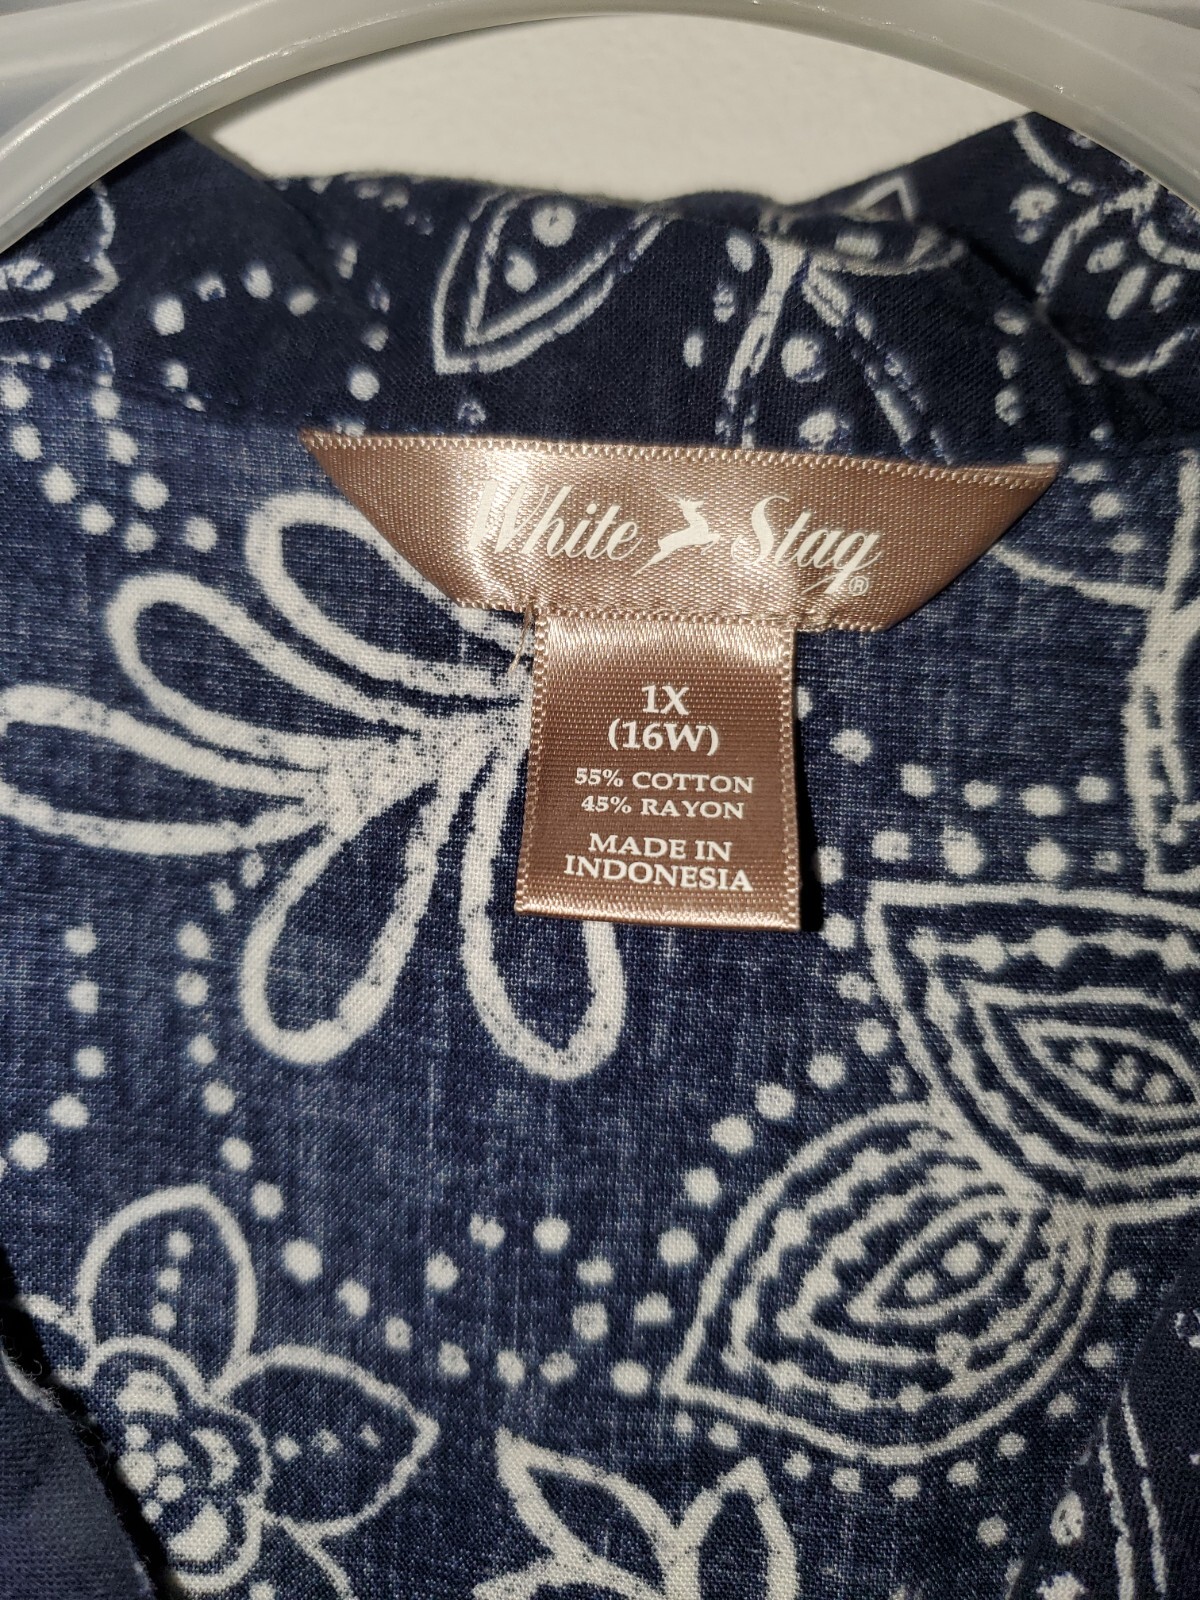 White Stag®
1X
(16W)
55% COTTON
45% RAYON
MADE IN
INDONESIA